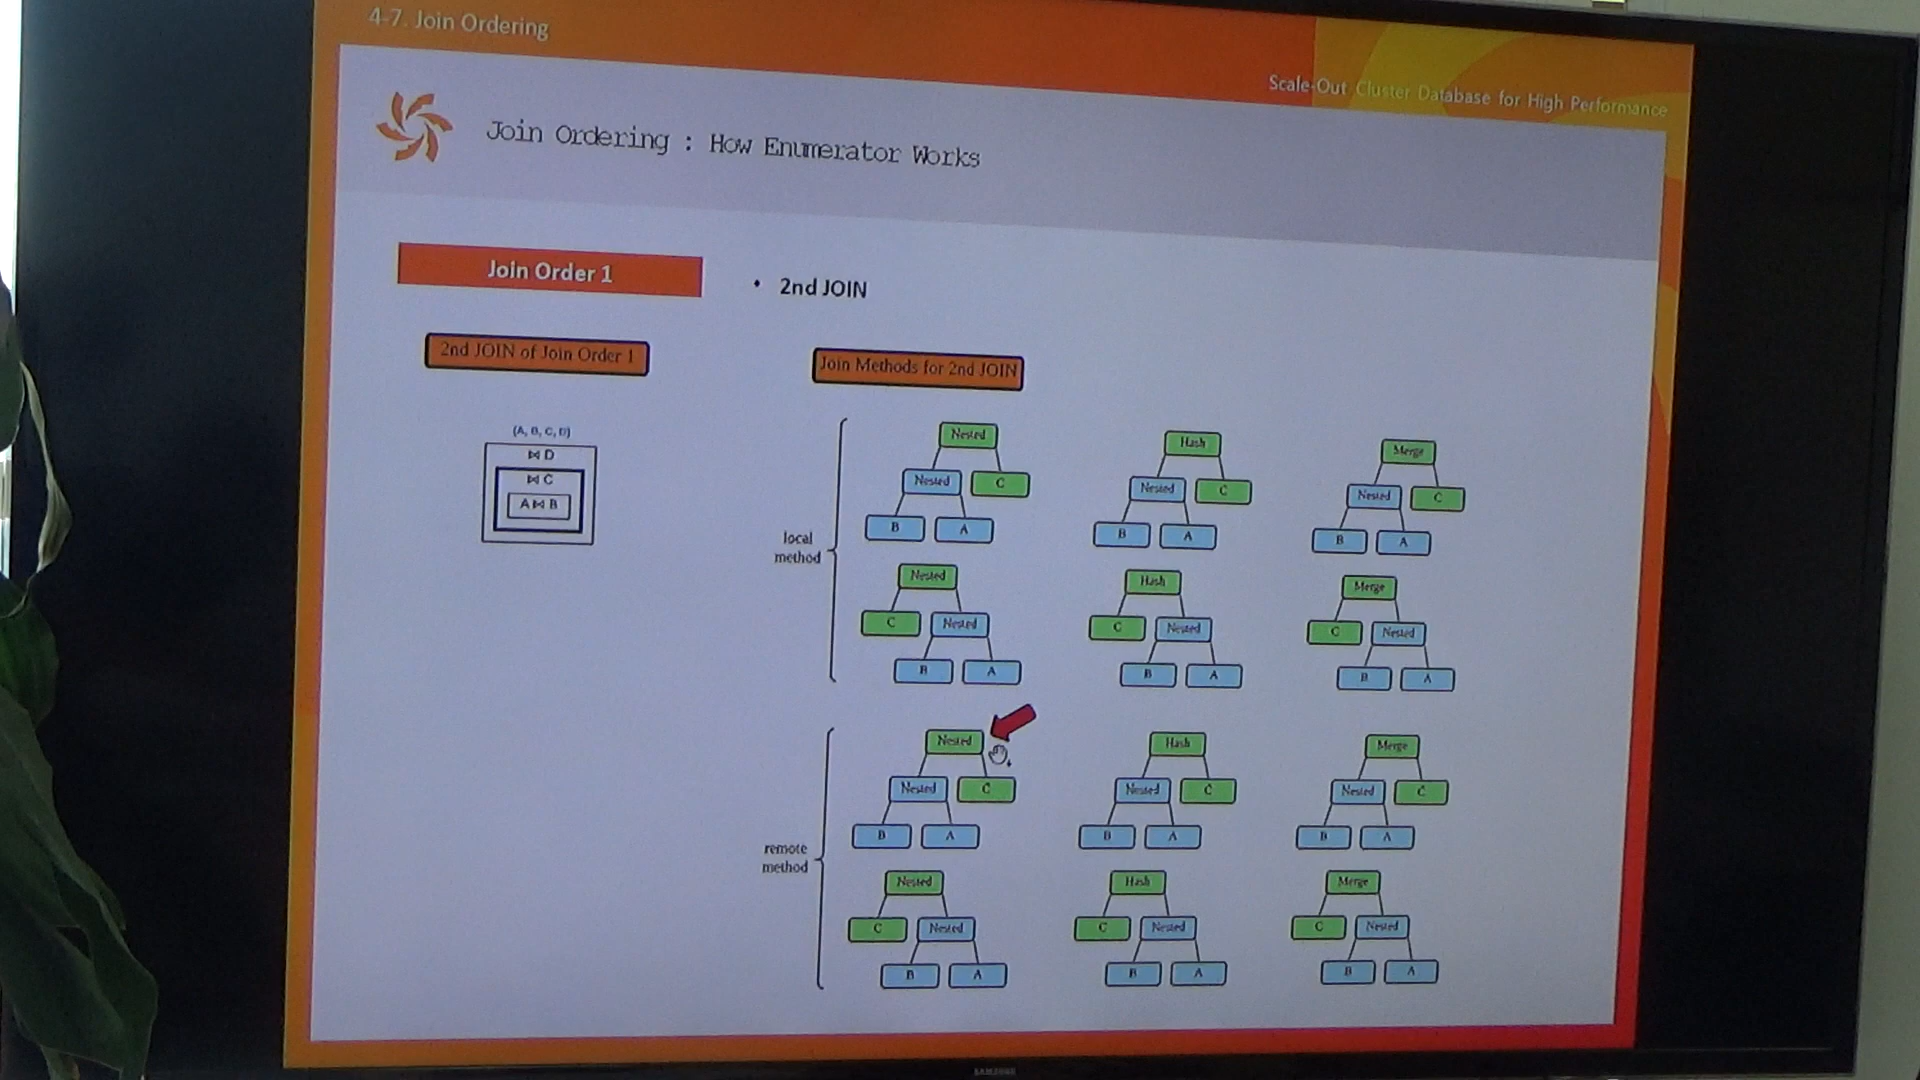 4-7. Join Ordering
Scale-Out Cluster Database for High Performance
Join Ordering : How Enumerator Works
Join Order 1
• 2nd JOIN
2nd JOIN of Join Order 1
Join Methods for 2nd JOIN
(A, B, C, D)
⋈ D
⋈ C
A ⋈ B
local
method
Nested
Nested C
B A
Hash
Nested C
B A
Merge
Nested C
B A
Nested
C Nested
B A
Hash
C Nested
B A
Merge
C Nested
B A
remote
method
Nested
Nested C
B A
Hash
Nested C
B A
Merge
Nested C
B A
Nested
C Nested
B A
Hash
C Nested
B A
Merge
C Nested
B A
SAMSUNG